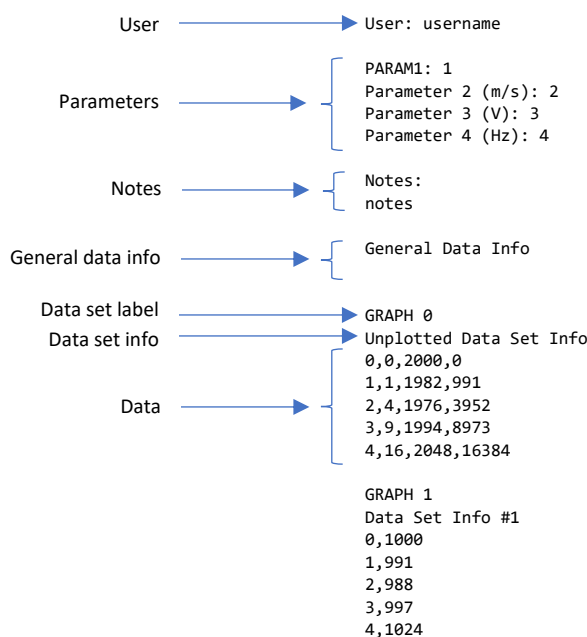 User
User: username
Parameters
PARAM1: 1
Parameter 2 (m/s): 2
Parameter 3 (V): 3
Parameter 4 (Hz): 4
Notes
Notes:
notes
General data info
General Data Info
Data set label
GRAPH 0
Data set info
Unplotted Data Set Info
Data
0,0,2000,0
1,1,1982,991
2,4,1976,3952
3,9,1994,8973
4,16,2048,16384
GRAPH 1
Data Set Info #1
0,1000
1,991
2,988
3,997
4,1024